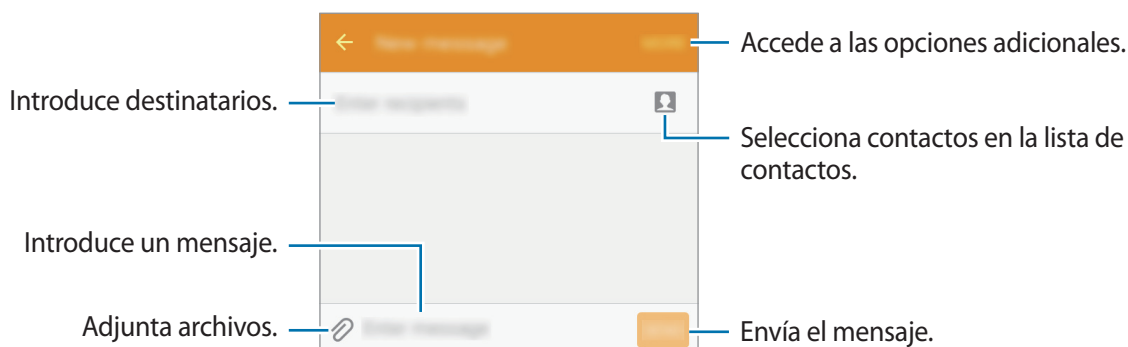 Accede a las opciones adicionales.
Introduce destinatarios.
Selecciona contactos en la lista de
contactos.
Introduce un mensaje.
Adjunta archivos.
Envía el mensaje.